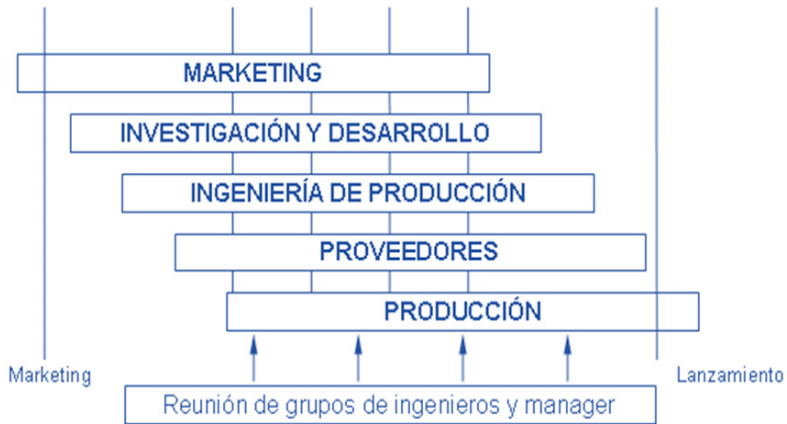 MARKETING
INVESTIGACIÓN Y DESARROLLO
INGENIERÍA DE PRODUCCIÓN
PROVEEDORES
PRODUCCIÓN
Marketing
Lanzamiento
Reunión de grupos de ingenieros y manager